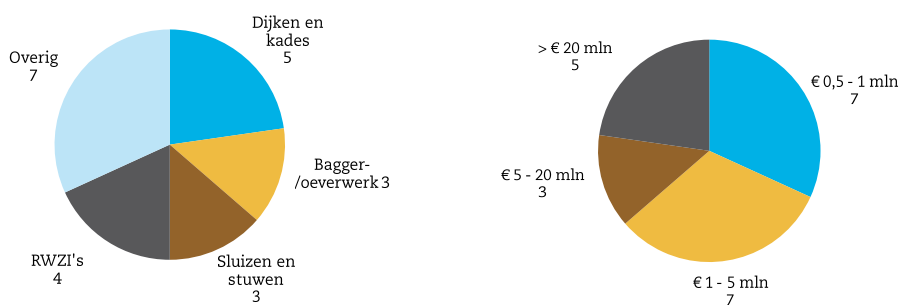 Dijken en
kades
5
Overig
7
Bagger-
/oeverwerk 3
RWZI's
4
Sluizen en
stuwen
3
> € 20 mln
5
€ 0,5 - 1 mln
7
€ 5 - 20 mln
3
€ 1 - 5 mln
7